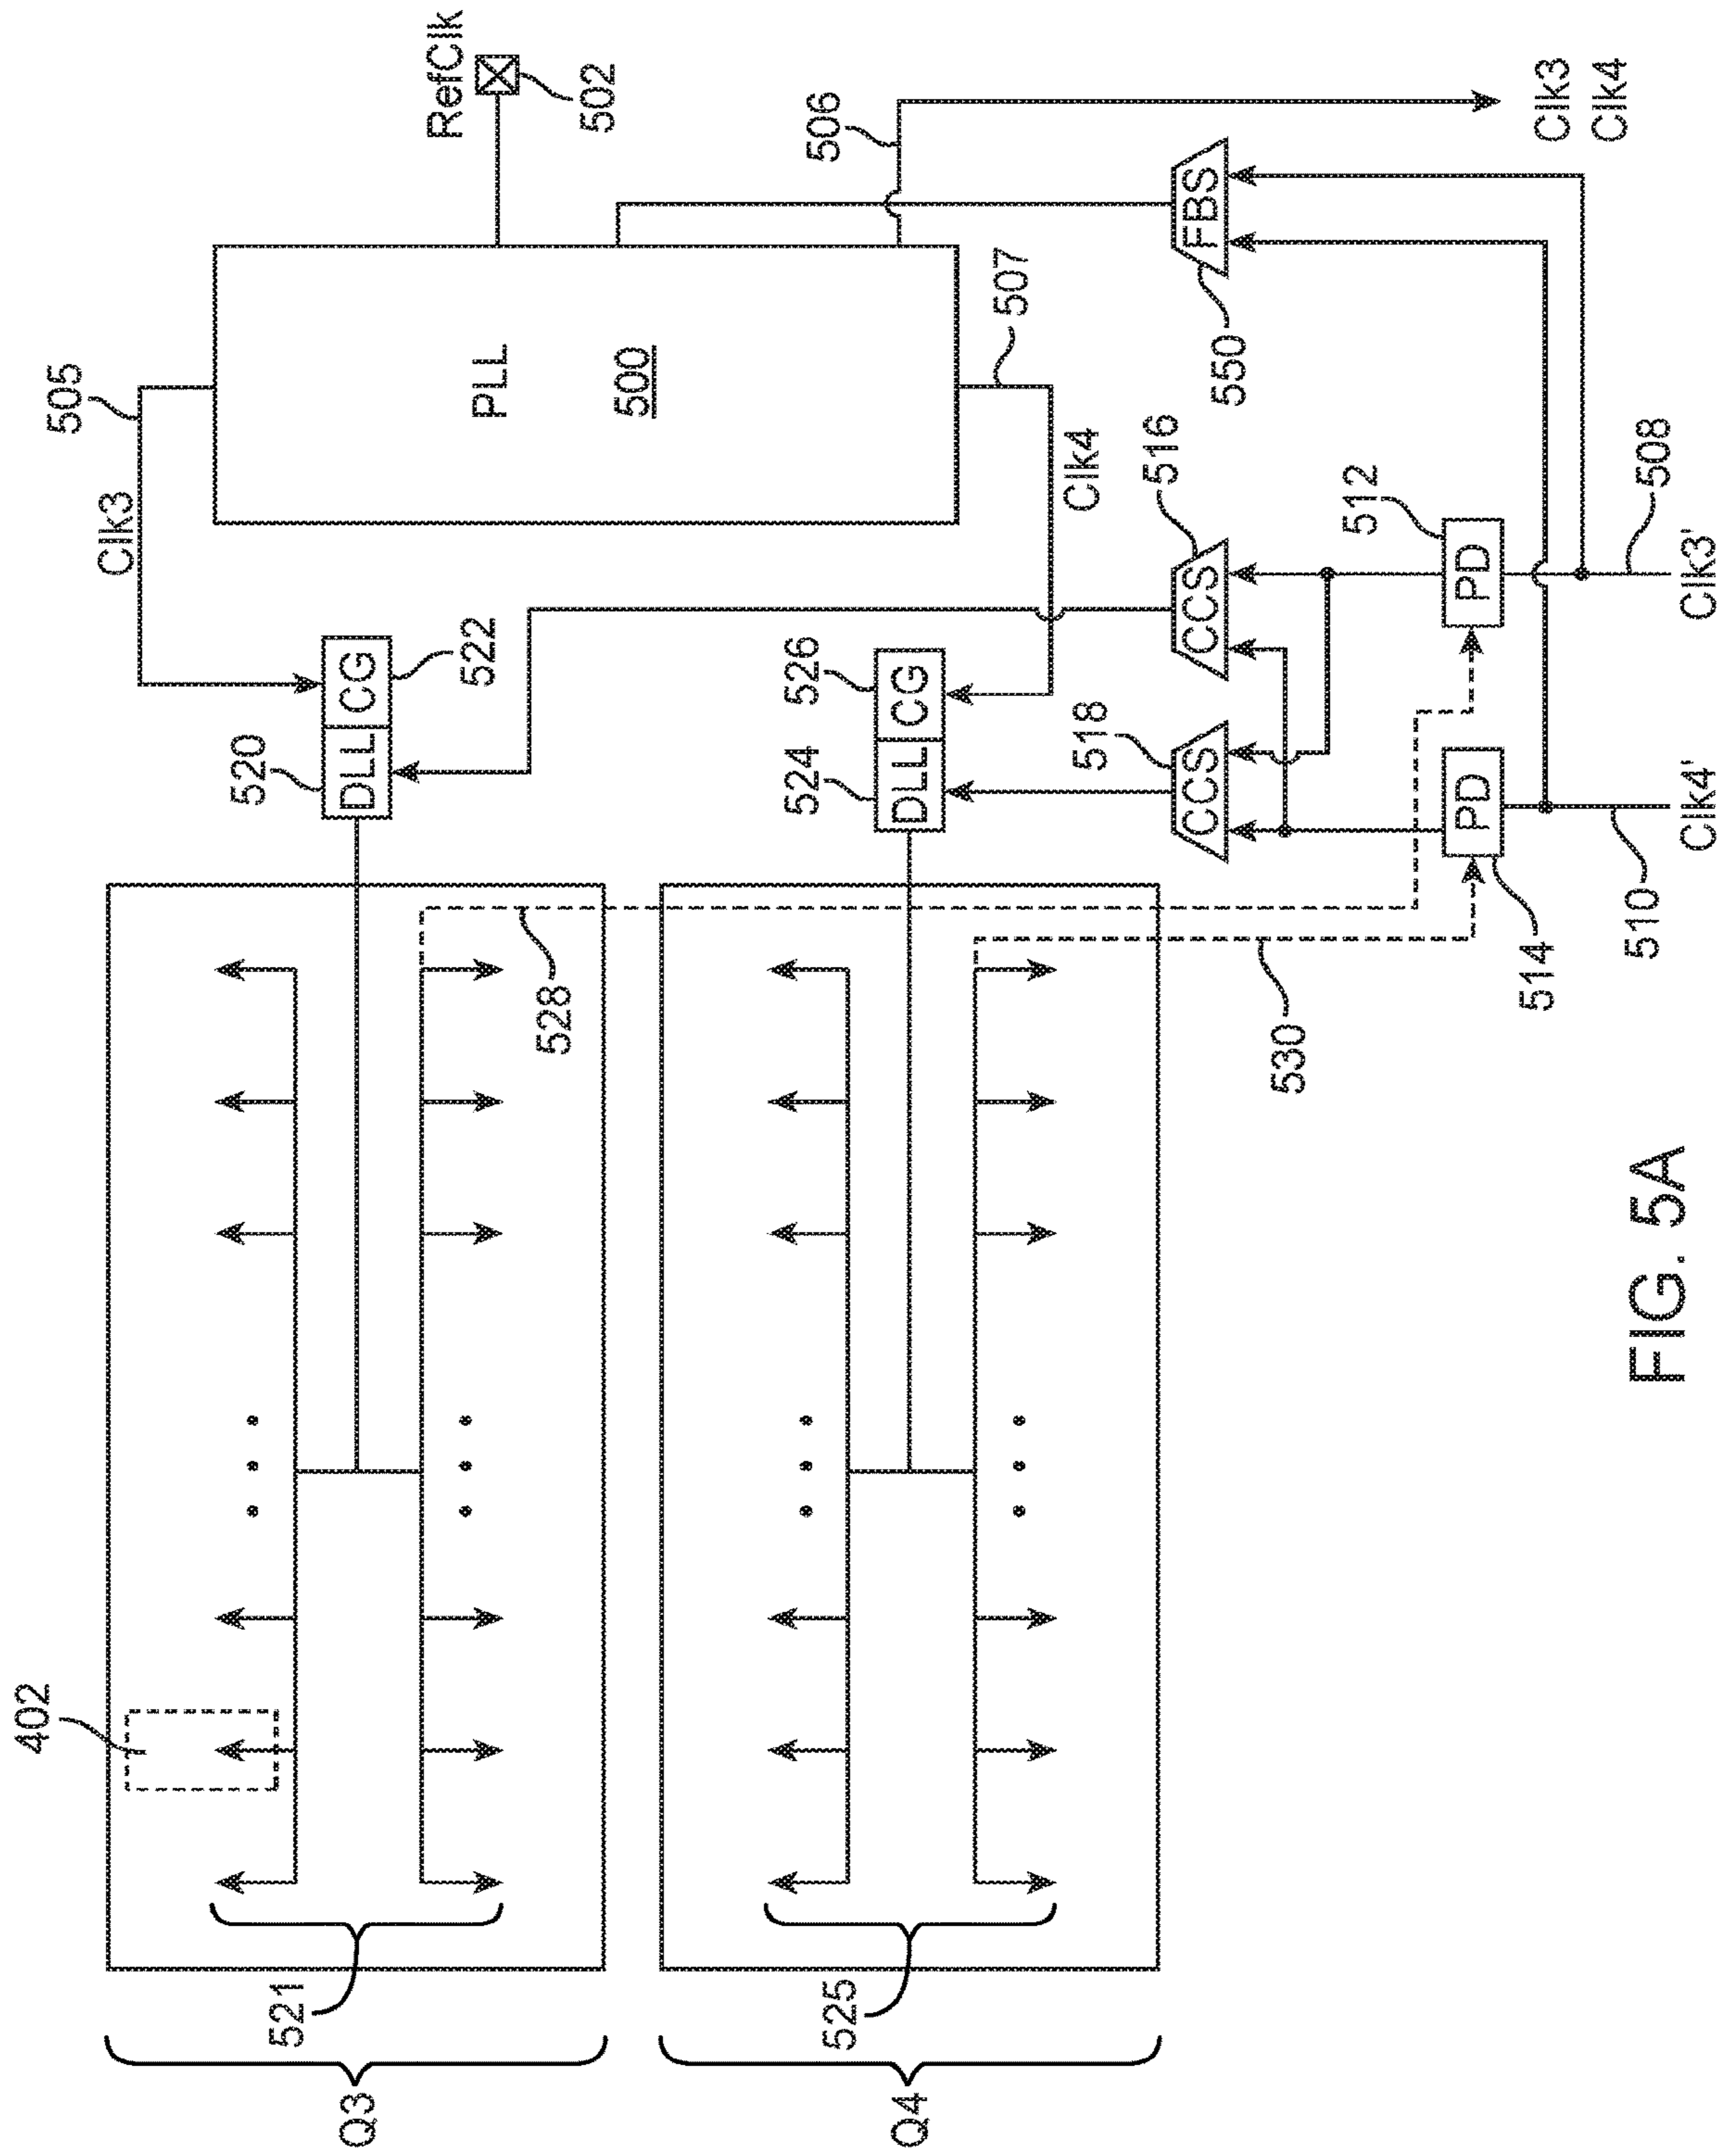 RefClk
502
505
Clk3
PLL
500
506
507
Clk4
Clk3
Clk4
FBS
550
516
CCS
518
CCS
512
PD
508
Clk3'
514
PD
510
Clk4'
520
DLL
CG
522
524
DLL
CG
526
528
530
402
521
525
Q3
Q4
FIG. 5A